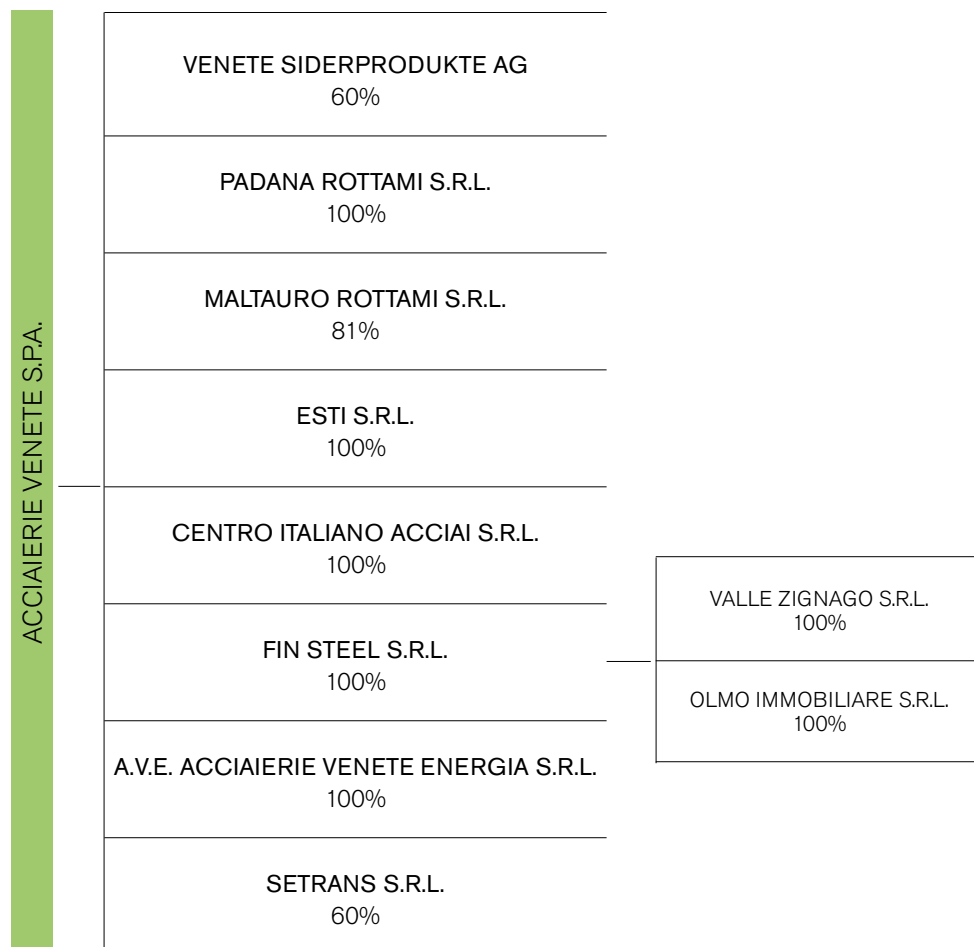 ACCIAIERIE VENETE S.P.A.
VENETE SIDERPRODUKTE AG
60%
PADANA ROTTAMI S.R.L.
100%
MALTAURO ROTTAMI S.R.L.
81%
ESTI S.R.L.
100%
CENTRO ITALIANO ACCIAI S.R.L.
100%
FIN STEEL S.R.L.
100%
VALLE ZIGNAGO S.R.L.
100%
OLMO IMMOBILIARE S.R.L.
100%
A.V.E. ACCIAIERIE VENETE ENERGIA S.R.L.
100%
SETRANS S.R.L.
60%